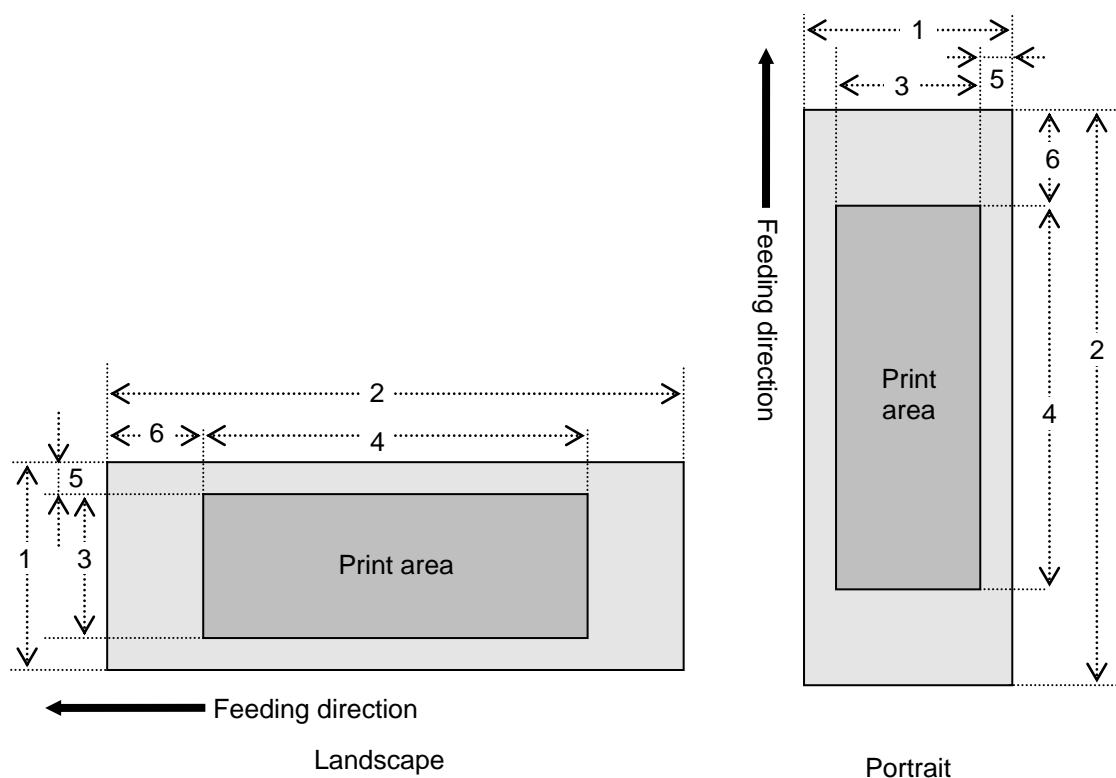 2
6
4
5
1
3
Print area
Feeding direction
Landscape
1
3
5
6
Feeding direction
2
Print
area
4
Portrait